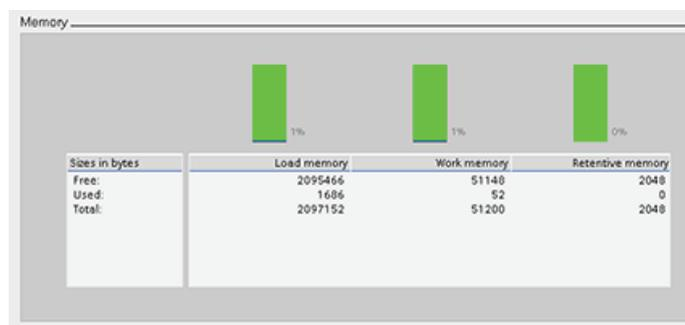 Memory
1% 1% 0%
Sizes in bytes Load memory Work memory Retentive memory
Free: 2095466 51148 2048
Used: 1686 52 0
Total: 2097152 51200 2048